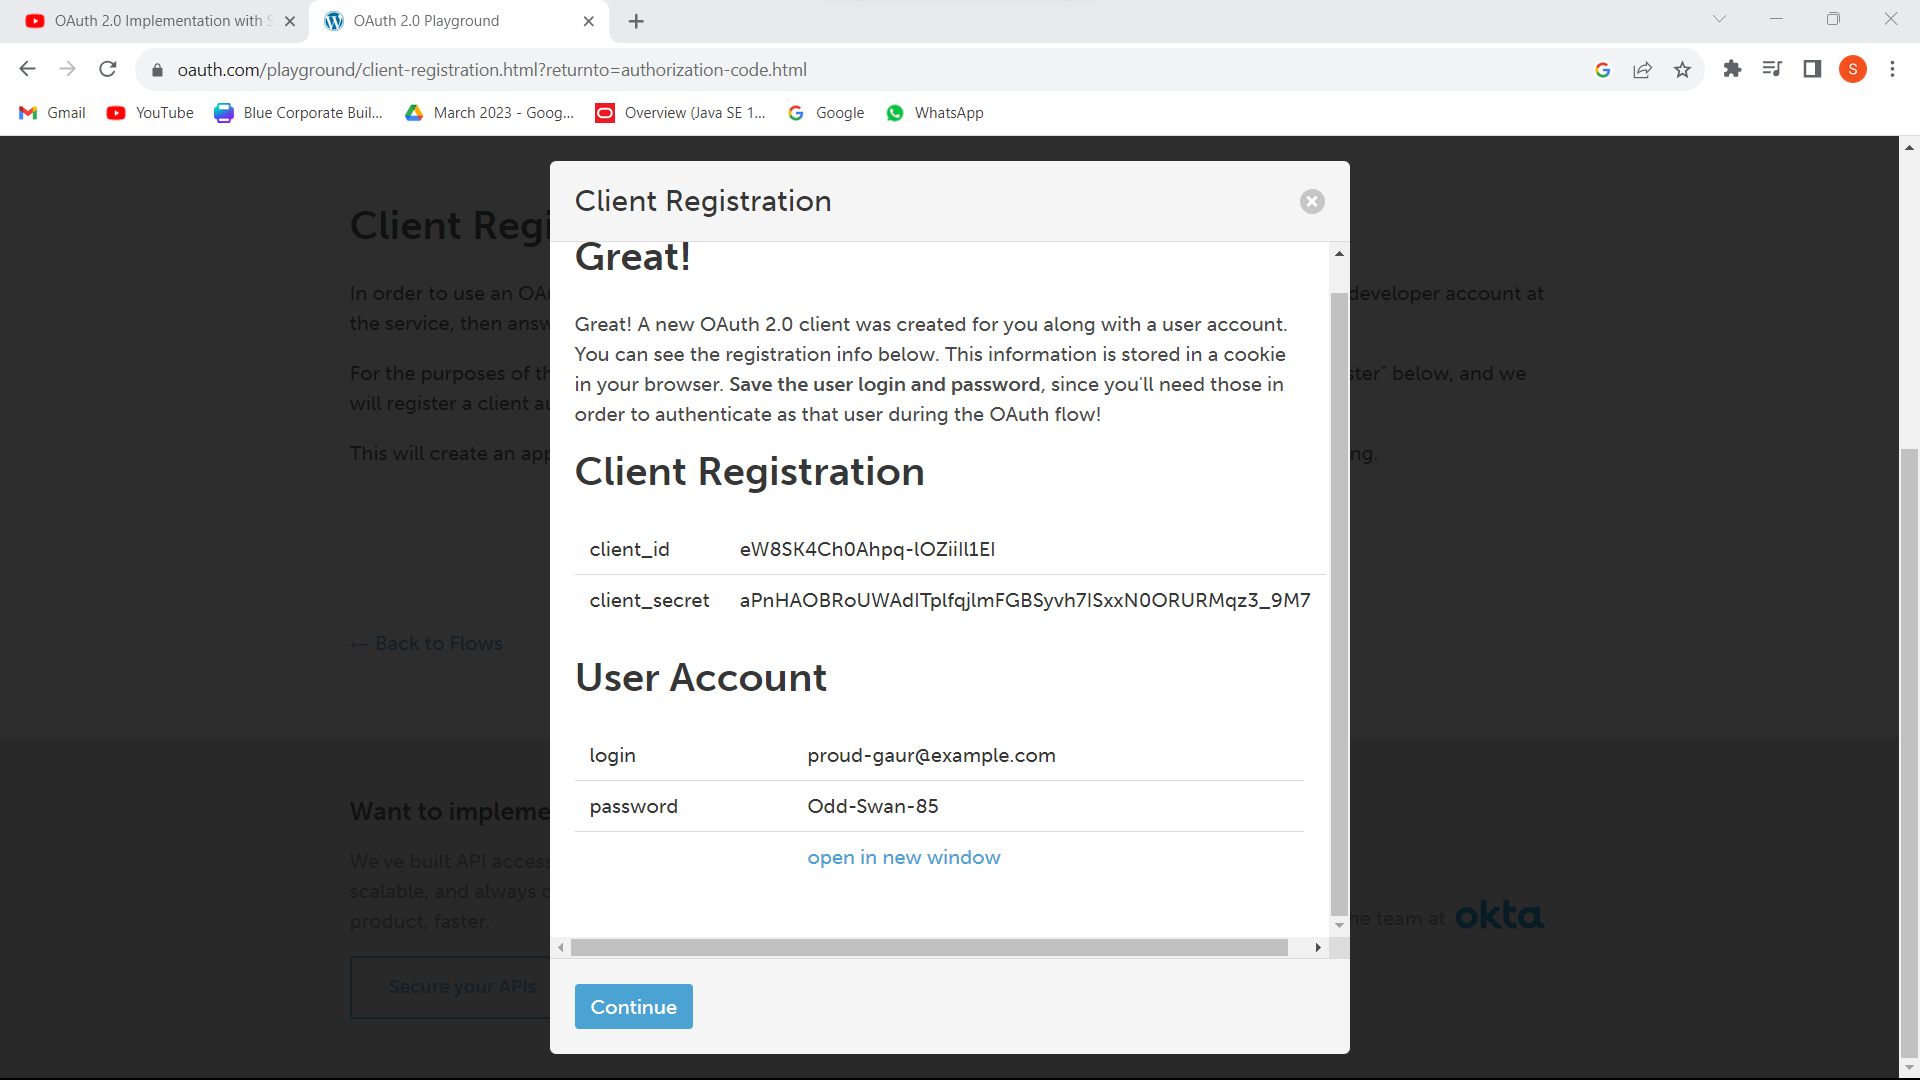 OAuth 2.0 Implementation with S
OAuth 2.0 Playground
oauth.com/playground/client-registration.html?returnto=authorization-code.html
S
Gmail
YouTube
Blue Corporate Buil...
March 2023 - Goog...
Overview (Java SE 1...
Google
WhatsApp
Client Registration
Great!
Great! A new OAuth 2.0 client was created for you along with a user account.
You can see the registration info below. This information is stored in a cookie
in your browser. Save the user login and password, since you'll need those in
order to authenticate as that user during the OAuth flow!
Client Registration
client_id eW8SK4Ch0Ahpq-lOZiiIl1EI
client_secret aPnHAOBRoUWAdITplfqjlmFGBSyvh7ISxxN0ORURMqz3_9M7
User Account
login proud-gaur@example.com
password Odd-Swan-85
open in new window
Continue
Client Regi
In order to use an OA
developer account at
the service, then answ
For the purposes of th
ster" below, and we
will register a client au
This will create an app
ng.
← Back to Flows
Want to impleme
We've built API access
scalable, and always o
product, faster.
he team at okta
Secure your APIs